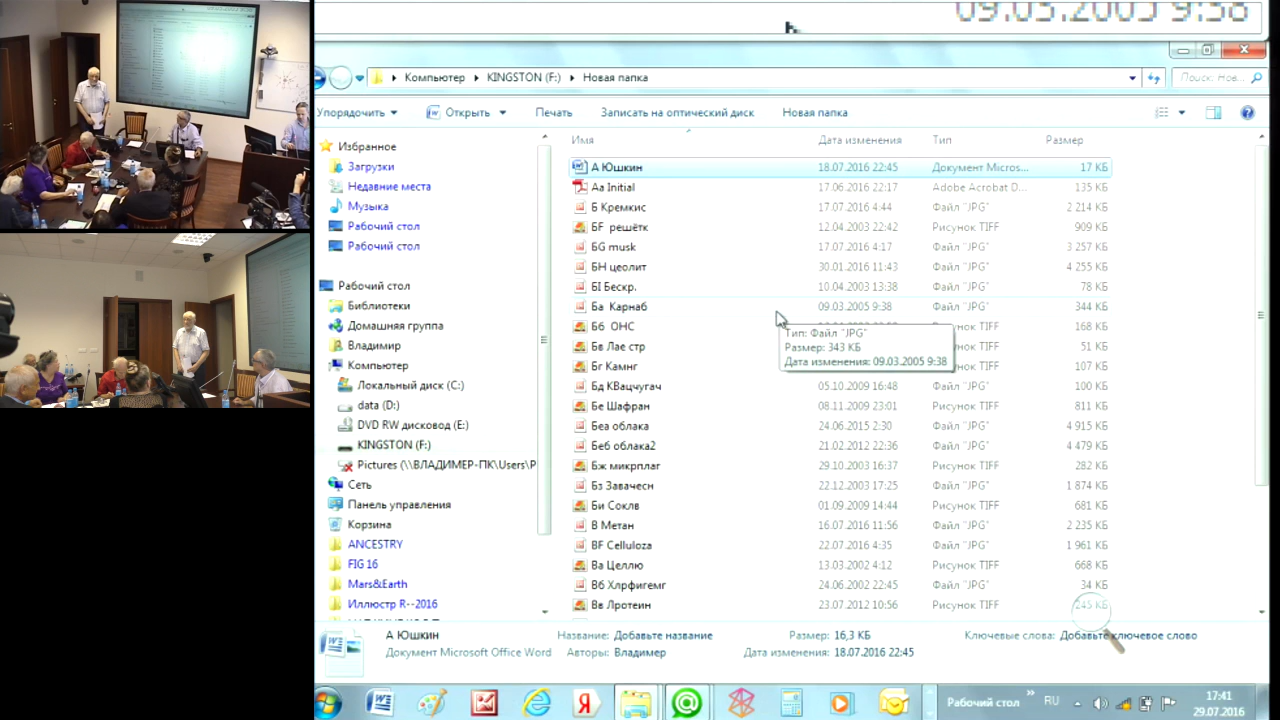 09.03.2005 9:38
Компьютер KINGSTON (F:) Новая папка
Поиск: Нов...
Упорядочить Открыть Печать Записать на оптический диск Новая папка
Имя Дата изменения Тип Размер
А Юшкин 18.07.2016 22:45 Документ Micros... 17 КБ
Aa Initial 17.06.2016 22:17 Adobe Acrobat D... 135 КБ
Б Кремкис 17.07.2016 4:44 Файл "JPG" 2 214 КБ
БF решётк 12.04.2003 22:42 Рисунок TIFF 909 КБ
БG musk 17.07.2016 4:17 Файл "JPG" 3 257 КБ
БН цеолит 30.01.2016 11:43 Файл "JPG" 4 255 КБ
БI Бескр. 10.04.2003 13:38 Файл "JPG" 78 КБ
Ба Карнаб 09.03.2005 9:38 Файл "JPG" 344 КБ
Бб ОНС Рисунок TIFF 168 КБ
Бв Лае стр 51 КБ
Бг Камнг 107 КБ
Тип: Файл "JPG"
Размер: 343 КБ
Дата изменения: 09.03.2005 9:38
Бд КВацчугач 05.10.2009 16:48 Файл "JPG" 100 КБ
Бе Шафран 08.11.2009 23:01 Рисунок TIFF 811 КБ
Беа облака 24.06.2015 2:30 Файл "JPG" 4 915 КБ
Беб облака2 21.02.2012 22:36 Файл "JPG" 4 479 КБ
Бж микрплаг 29.10.2003 16:37 Рисунок TIFF 282 КБ
Бз Завачесн 22.12.2003 17:25 Файл "JPG" 1 874 КБ
Би Соклв 01.09.2009 14:44 Рисунок TIFF 681 КБ
В Метан 16.07.2016 11:56 Файл "JPG" 2 235 КБ
ВF Celluloza 22.07.2016 4:35 Файл "JPG" 1 961 КБ
Ва Целлю 13.03.2002 4:12 Рисунок TIFF 668 КБ
Вб Хлрфигемг 24.06.2002 22:45 Файл "JPG" 34 КБ
Вв Лротеин 23.07.2012 10:56 Рисунок TIFF 245 КБ
Избранное
Загрузки
Недавние места
Музыка
Рабочий стол
Рабочий стол
Рабочий стол
Библиотеки
Домашняя группа
Владимир
Компьютер
Локальный диск (C:)
data (D:)
DVD RW дисковод (E:)
KINGSTON (F:)
Pictures (\\ВЛАДИМЕР-ПК\Users\P
Сеть
Панель управления
Корзина
ANCESTRY
FIG 16
Mars&Earth
Иллюстр R--2016
А Юшкин Название: Добавьте название Размер: 16,3 КБ Ключевые слова: Добавьте ключевое слово
Документ Microsoft Office Word Авторы: Владимир Дата изменения: 18.07.2016 22:45
Рабочий стол RU 17:41
29.07.2016